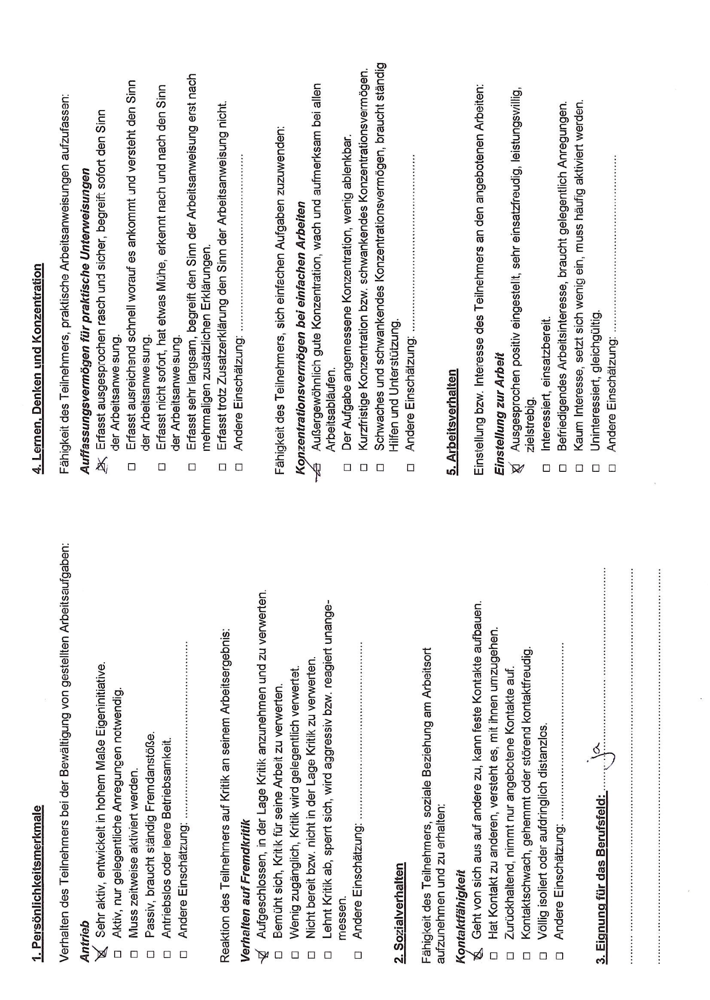 1. Persönlichkeitsmerkmale
Verhalten des Teilnehmers bei der Bewältigung von gestellten Arbeitsaufgaben:
Antrieb
☒ Sehr aktiv, entwickelt in hohem Maße Eigeninitiative.
☐ Aktiv, nur gelegentliche Anregungen notwendig.
☐ Muss zeitweise aktiviert werden.
☐ Passiv, braucht ständig Fremdanstöße.
☐ Antriebslos oder leere Betriebsamkeit.
☐ Andere Einschätzung: ..............................
Reaktion des Teilnehmers auf Kritik an seinem Arbeitsergebnis:
Verhalten auf Fremdkritik
☒ Aufgeschlossen, in der Lage Kritik anzunehmen und zu verwerten.
☐ Bemüht sich, Kritik für seine Arbeit zu verwerten.
☐ Wenig zugänglich, Kritik wird gelegentlich verwertet.
☐ Nicht bereit bzw. nicht in der Lage Kritik zu verwerten.
☐ Lehnt Kritik ab, sperrt sich, wird aggressiv bzw. reagiert unange-
messen.
☐ Andere Einschätzung: ..............................
2. Sozialverhalten
Fähigkeit des Teilnehmers, soziale Beziehung am Arbeitsort
aufzunehmen und zu erhalten:
Kontaktfähigkeit
☒ Geht von sich aus auf andere zu, kann feste Kontakte aufbauen.
☐ Hat Kontakt zu anderen, versteht es, mit ihnen umzugehen.
☐ Zurückhaltend, nimmt nur angebotene Kontakte auf.
☐ Kontaktschwach, gehemmt oder störend kontaktfreudig.
☐ Völlig isoliert oder aufdringlich distanzlos.
☐ Andere Einschätzung: ..............................
3. Eignung für das Berufsfeld: ja
4. Lernen, Denken und Konzentration
Fähigkeit des Teilnehmers, praktische Arbeitsanweisungen aufzufassen:
Auffassungsvermögen für praktische Unterweisungen
☒ Erfasst ausgesprochen rasch und sicher, begreift sofort den Sinn
der Arbeitsanweisung.
☐ Erfasst ausreichend schnell worauf es ankommt und versteht den Sinn
der Arbeitsanweisung.
☐ Erfasst nicht sofort, hat etwas Mühe, erkennt nach und nach den Sinn
der Arbeitsanweisung.
☐ Erfasst sehr langsam, begreift den Sinn der Arbeitsanweisung erst nach
mehrmaligen zusätzlichen Erklärungen.
☐ Erfasst trotz Zusatzerklärung den Sinn der Arbeitsanweisung nicht.
☐ Andere Einschätzung: ..............................
Fähigkeit des Teilnehmers, sich einfachen Aufgaben zuzuwenden:
Konzentrationsvermögen bei einfachen Arbeiten
☒ Außergewöhnlich gute Konzentration, wach und aufmerksam bei allen
Arbeitsabläufen.
☐ Der Aufgabe angemessene Konzentration, wenig ablenkbar.
☐ Kurzfristige Konzentration bzw. schwankendes Konzentrationsvermögen.
☐ Schwaches und schwankendes Konzentrationsvermögen, braucht ständig
Hilfen und Unterstützung.
☐ Andere Einschätzung: ..............................
5. Arbeitsverhalten
Einstellung bzw. Interesse des Teilnehmers an den angebotenen Arbeiten:
Einstellung zur Arbeit
☒ Ausgesprochen positiv eingestellt, sehr einsatzfreudig, leistungswillig,
zielstrebig.
☐ Interessiert, einsatzbereit.
☐ Befriedigendes Arbeitsinteresse, braucht gelegentlich Anregungen.
☐ Kaum Interesse, setzt sich wenig ein, muss häufig aktiviert werden.
☐ Uninteressiert, gleichgültig.
☐ Andere Einschätzung: ..............................